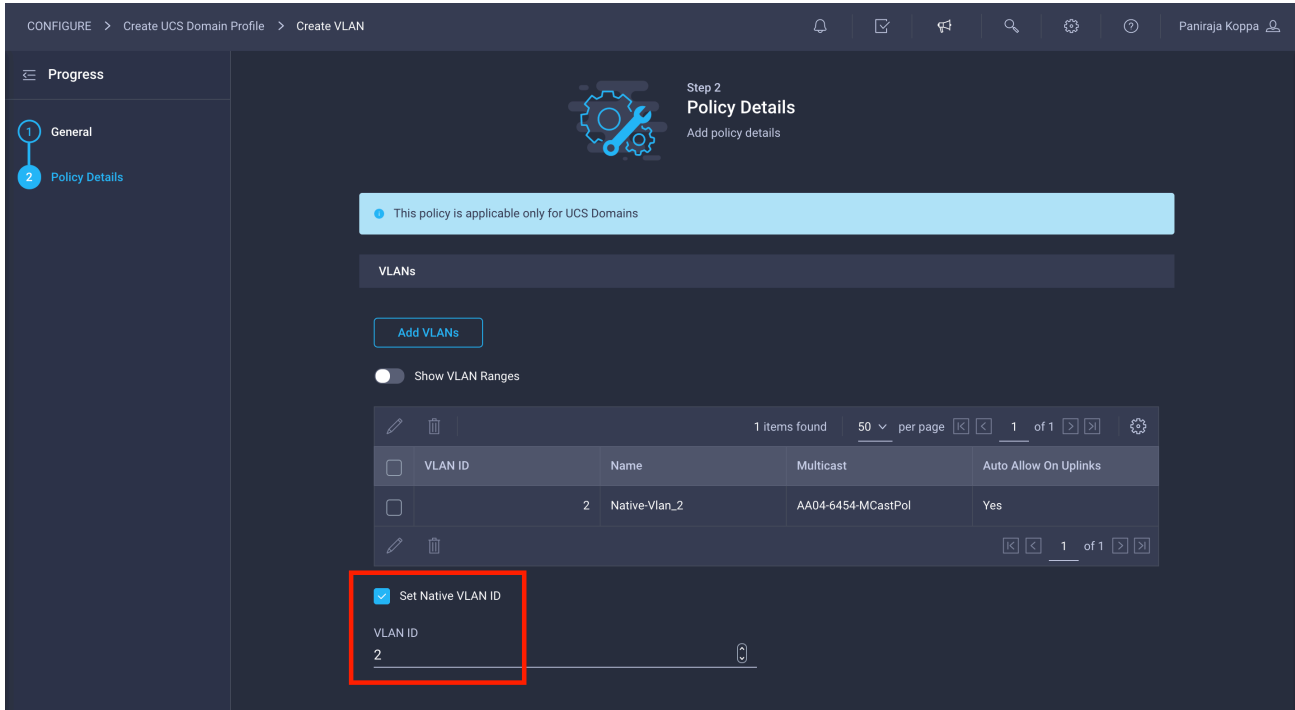 CONFIGURE > Create UCS Domain Profile > Create VLAN
Paniraja Koppa
Progress
1 General
2 Policy Details
Step 2
Policy Details
Add policy details
This policy is applicable only for UCS Domains
VLANs
Add VLANs
Show VLAN Ranges
1 items found 50 per page 1 of 1
VLAN ID Name Multicast Auto Allow On Uplinks
2 Native-Vlan_2 AA04-6454-MCastPol Yes
1 of 1
Set Native VLAN ID
VLAN ID
2